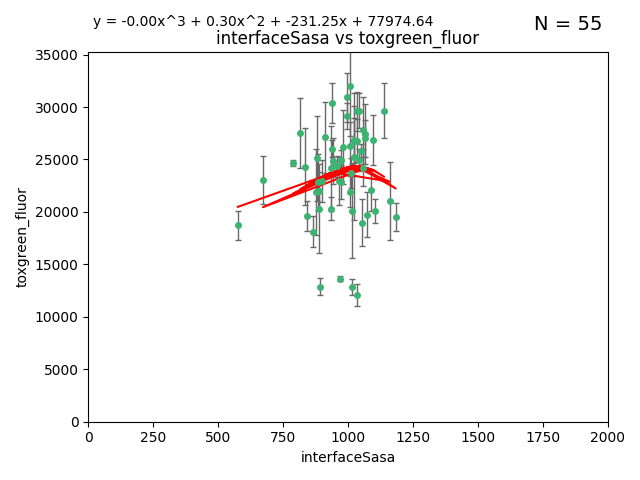 y = -0.00x^3 + 0.30x^2 + -231.25x + 77974.64
N = 55
interfaceSasa vs toxgreen_fluor
35000
30000
25000
20000
15000
10000
5000
0
toxgreen_fluor
0 250 500 750 1000 1250 1500 1750 2000
interfaceSasa